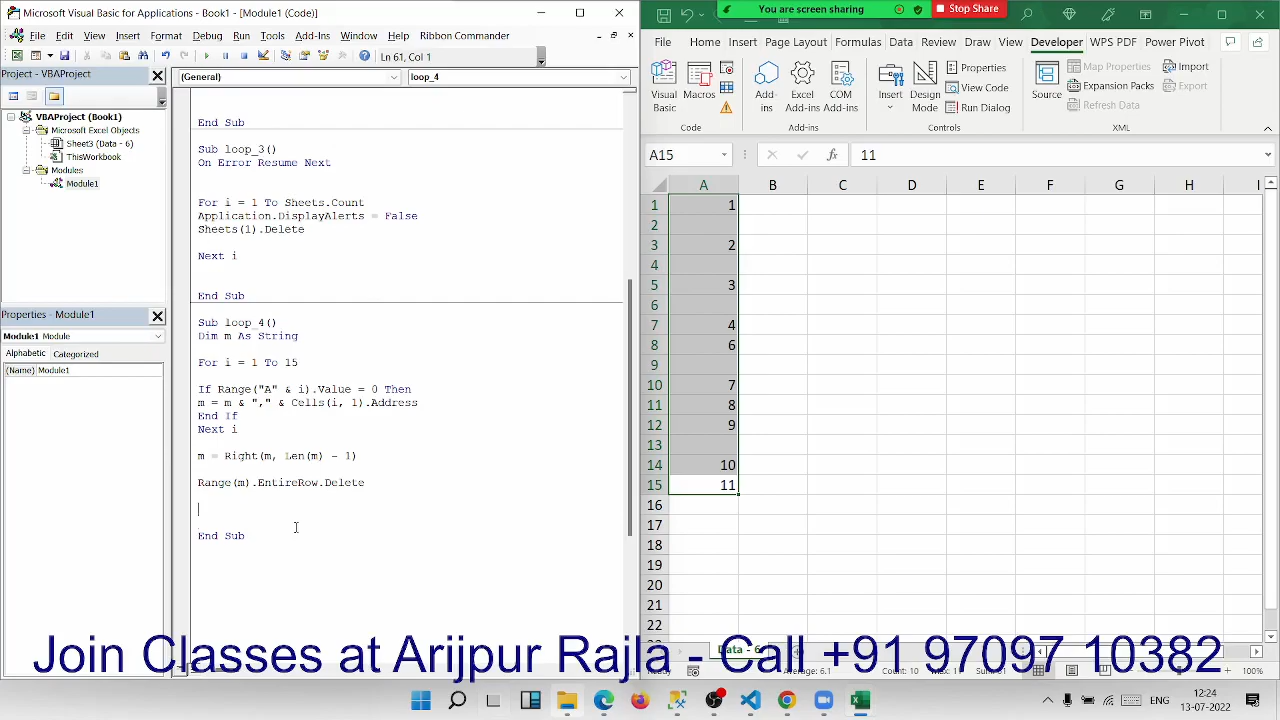 Microsoft Visual Basic for Applications - Book1 - [Module1 (Code)]
You are screen sharing
Stop Share
File Edit View Insert Format Debug Run Tools Add-Ins Window Help Ribbon Commander
Ln 61, Col 1
File Home Insert Page Layout Formulas Data Review View Developer WPS PDF Power Pivot
Visual Basic
Macros
Code
Add-ins
Excel Add-ins
COM Add-ins
Add-ins
Insert
Design Mode
Properties
View Code
Run Dialog
Controls
Source
Map Properties
Expansion Packs
Refresh Data
Import
Export
XML
Project - VBAProject
VBAProject (Book1)
Microsoft Excel Objects
Sheet3 (Data - 6)
ThisWorkbook
Modules
Module1
Properties - Module1
Module1 Module
Alphabetic Categorized
(Name) Module1
(General)
loop_4
End Sub
Sub loop_3()
On Error Resume Next
For i = 1 To Sheets.Count
Application.DisplayAlerts = False
Sheets(1).Delete
Next i
End Sub
Sub loop_4()
Dim m As String
For i = 1 To 15
If Range("A" & i).Value = 0 Then
m = m & "," & Cells(i, 1).Address
End If
Next i
m = Right(m, Len(m) - 1)
Range(m).EntireRow.Delete
End Sub
A15
fx
11
A B C D E F G H I
1 1
2
3 2
4
5 3
6
7 4
8 6
9
10 7
11 8
12 9
13
14 10
15 11
16
17
18
19
20
21
22
Data - 6
Average: 6.1
Count: 10
100%
Join Classes at Arijpur Rajla - Call +91 97097 10382
ENG
12:24
13-07-2022